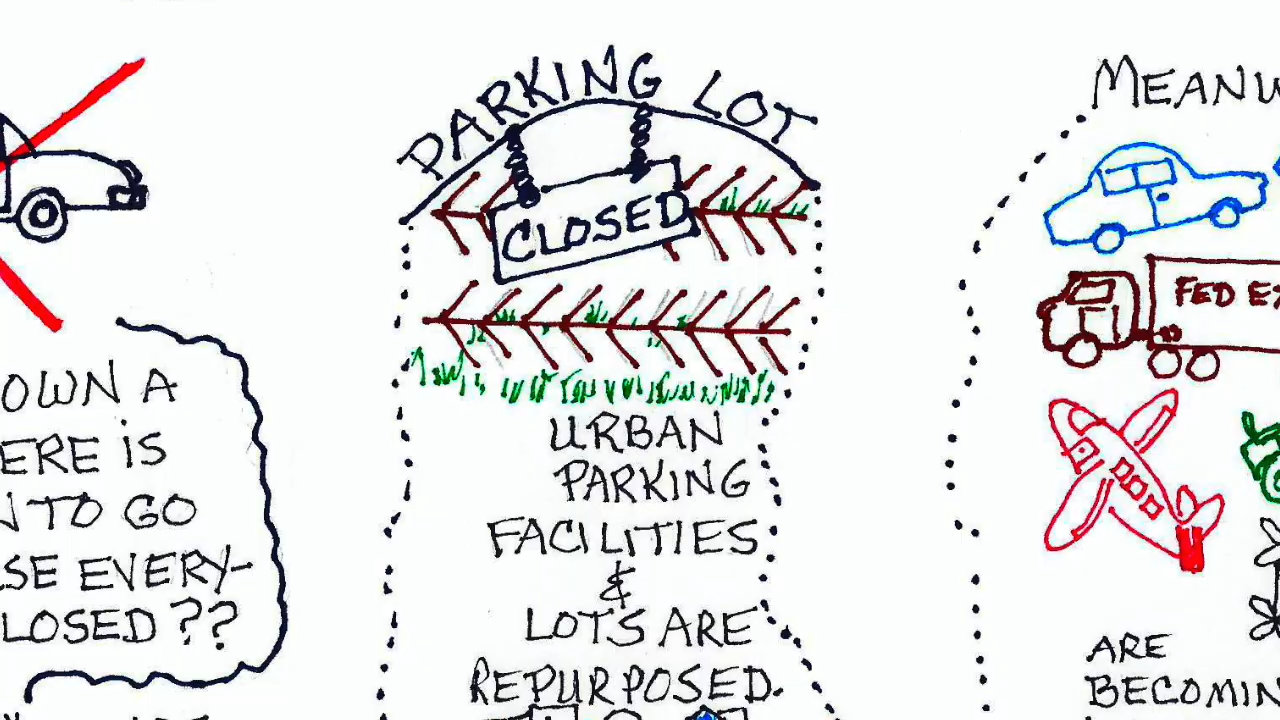 PARKING LOT
CLOSED
URBAN
PARKING
FACILITIES
&
LOTS ARE
REPURPOSED.
OWN A
ERE IS
TO GO
SE EVERY-
LOSED ??
MEANW
FED EX
ARE
BECOMIN